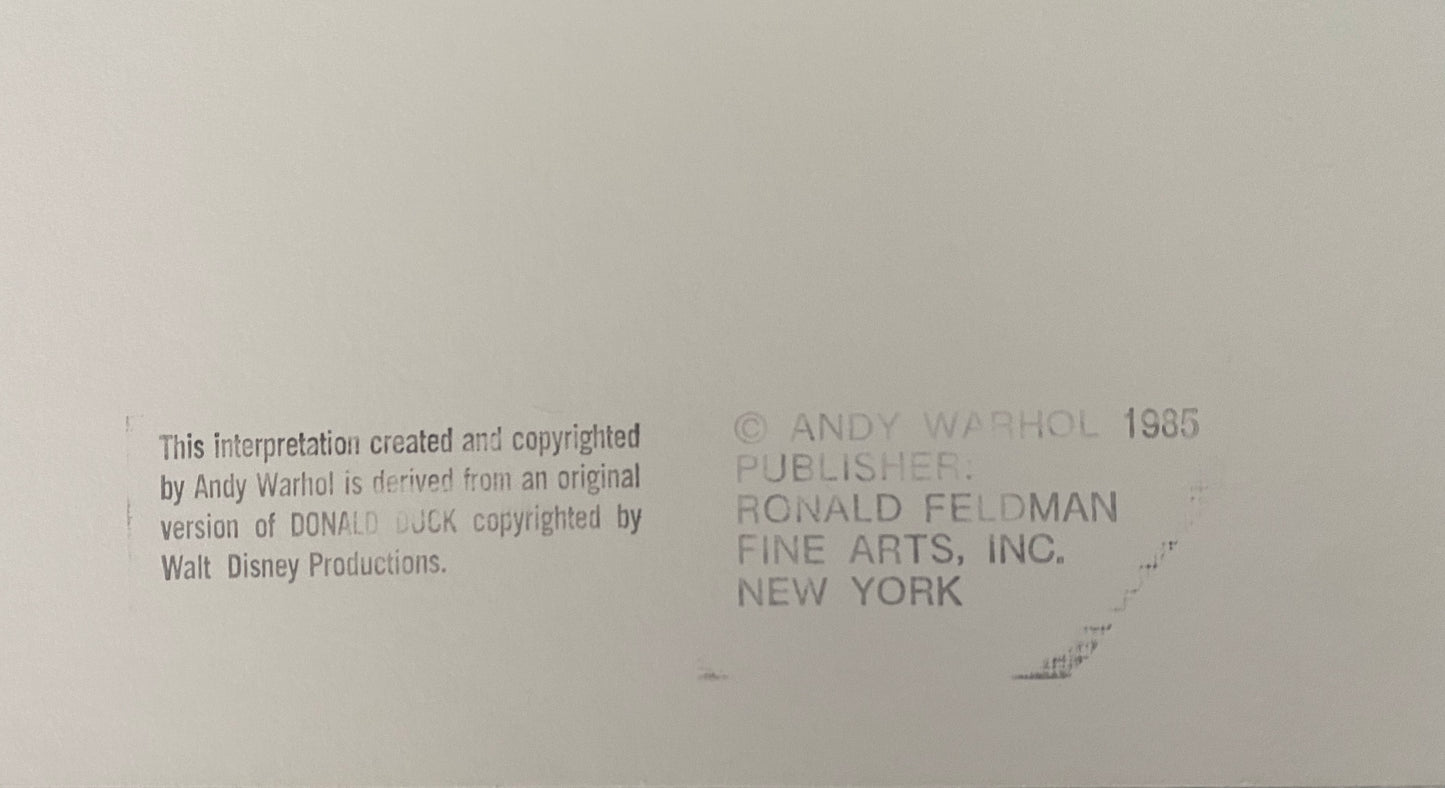 This interpretation created and copyrighted
by Andy Warhol is derived from an original
version of DONALD DUCK copyrighted by
Walt Disney Productions.
© ANDY WARHOL 1985
PUBLISHER:
RONALD FELDMAN
FINE ARTS, INC.
NEW YORK